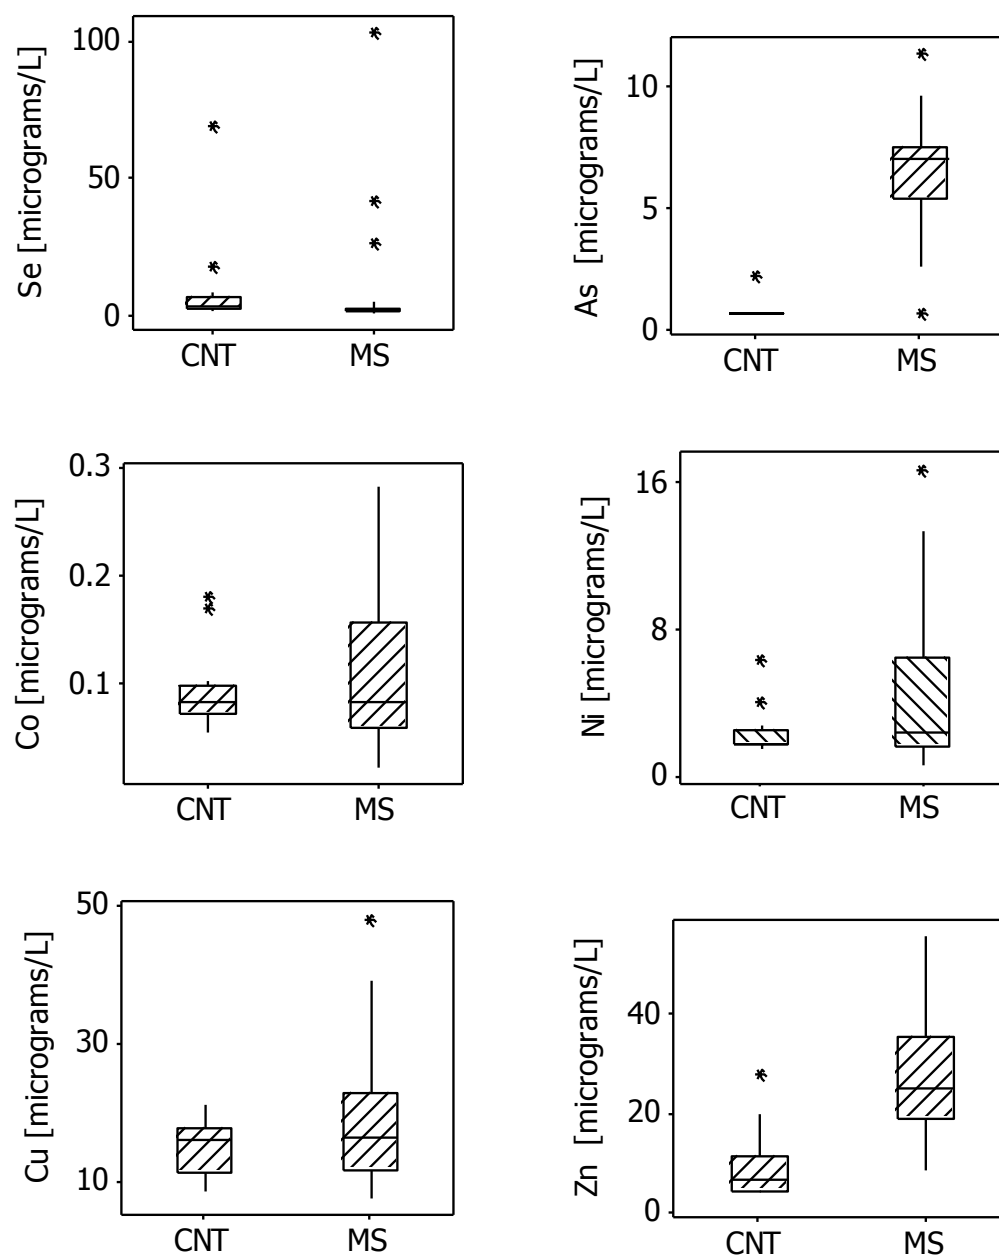 Se [micrograms/L]
100
50
0
CNT MS
As [micrograms/L]
10
5
0
CNT MS
Co [micrograms/L]
0.3
0.2
0.1
CNT MS
Ni [micrograms/L]
16
8
0
CNT MS
Cu [micrograms/L]
50
30
10
CNT MS
Zn [micrograms/L]
40
20
0
CNT MS